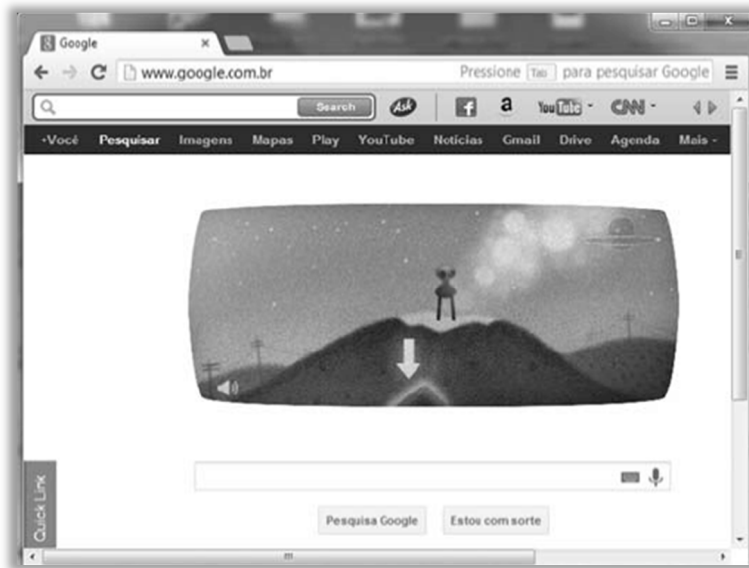 Google
www.google.com.br Pressione Tab para pesquisar Google
Search Ask f a YouTube CNN
+Você Pesquisar Imagens Mapas Play YouTube Notícias Gmail Drive Agenda Mais
Quick Link
Pesquisa Google Estou com sorte